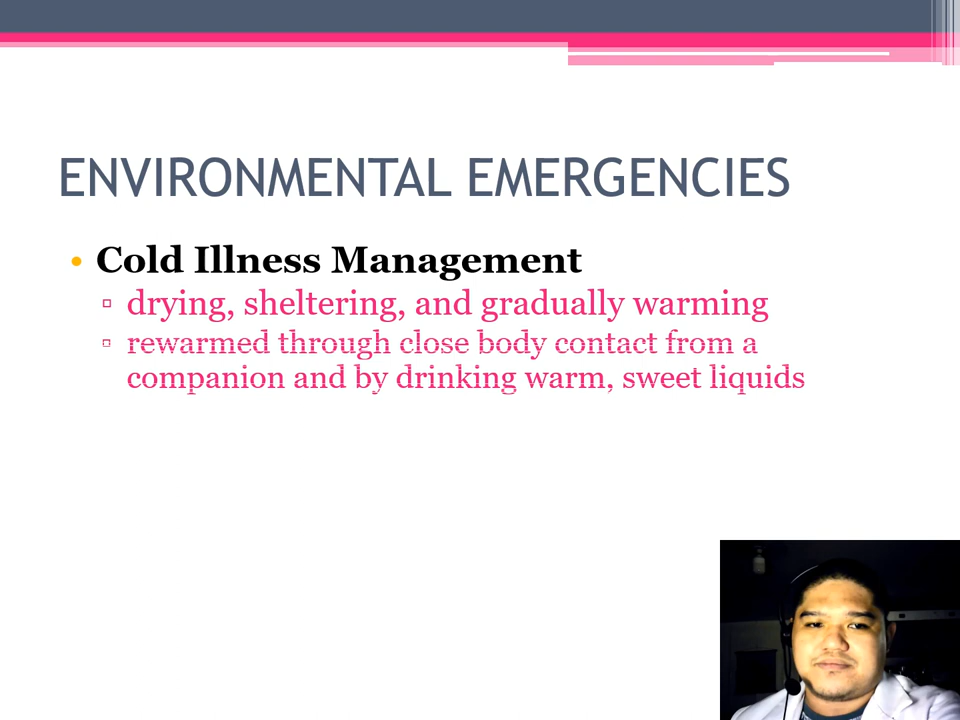 ENVIRONMENTAL EMERGENCIES
• Cold Illness Management
▫ drying, sheltering, and gradually warming
▫ rewarmed through close body contact from a
companion and by drinking warm, sweet liquids